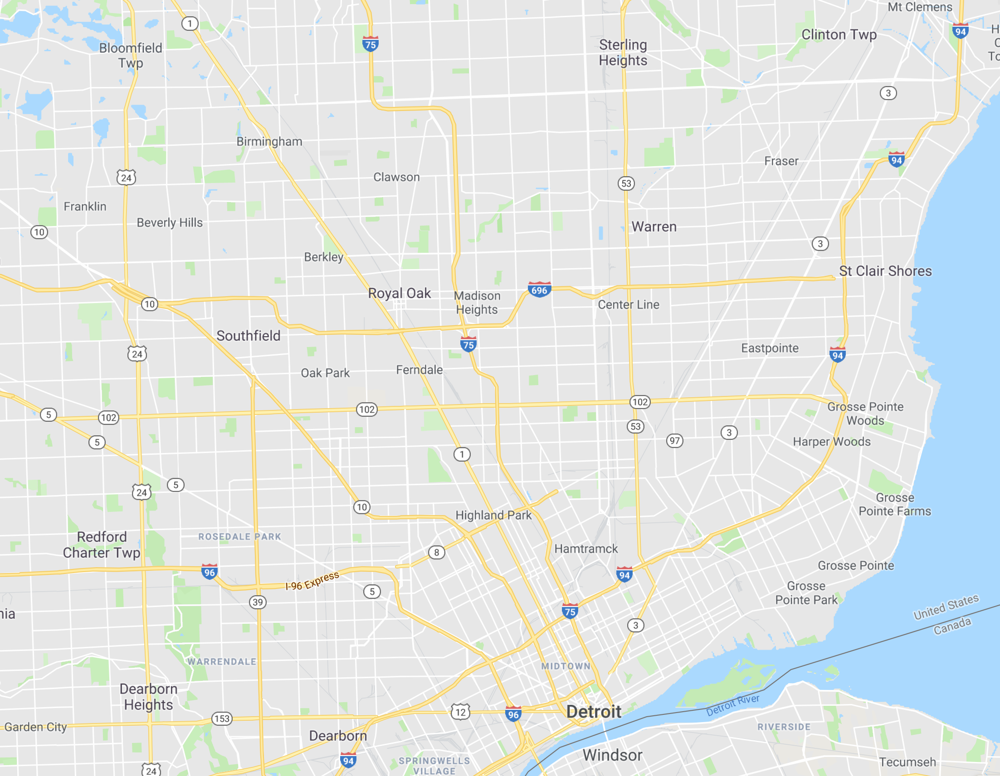 Mt Clemens
1
94
Clinton Twp
75
Sterling
Heights
Bloomfield
Twp
3
Birmingham
94
Fraser
24
Clawson
53
Franklin
Beverly Hills
Warren
10
3
Berkley
St Clair Shores
696
Royal Oak
Madison
Heights
10
Center Line
Southfield
75
Eastpointe
24
94
Oak Park
Ferndale
102
102
Grosse Pointe
Woods
5
102
53
3
5
97
Harper Woods
1
5
24
Grosse
Pointe Farms
10
Highland Park
ROSEDALE PARK
Redford
Charter Twp
Hamtramck
8
Grosse Pointe
96
94
I-96 Express
5
Grosse
Pointe Park
39
United States
75
nia
3
Canada
WARRENDALE
MIDTOWN
Dearborn
Heights
Detroit River
12
96
Detroit
153
Garden City
RIVERSIDE
Dearborn
Windsor
94
SPRINGWELLS
VILLAGE
Tecumseh
24